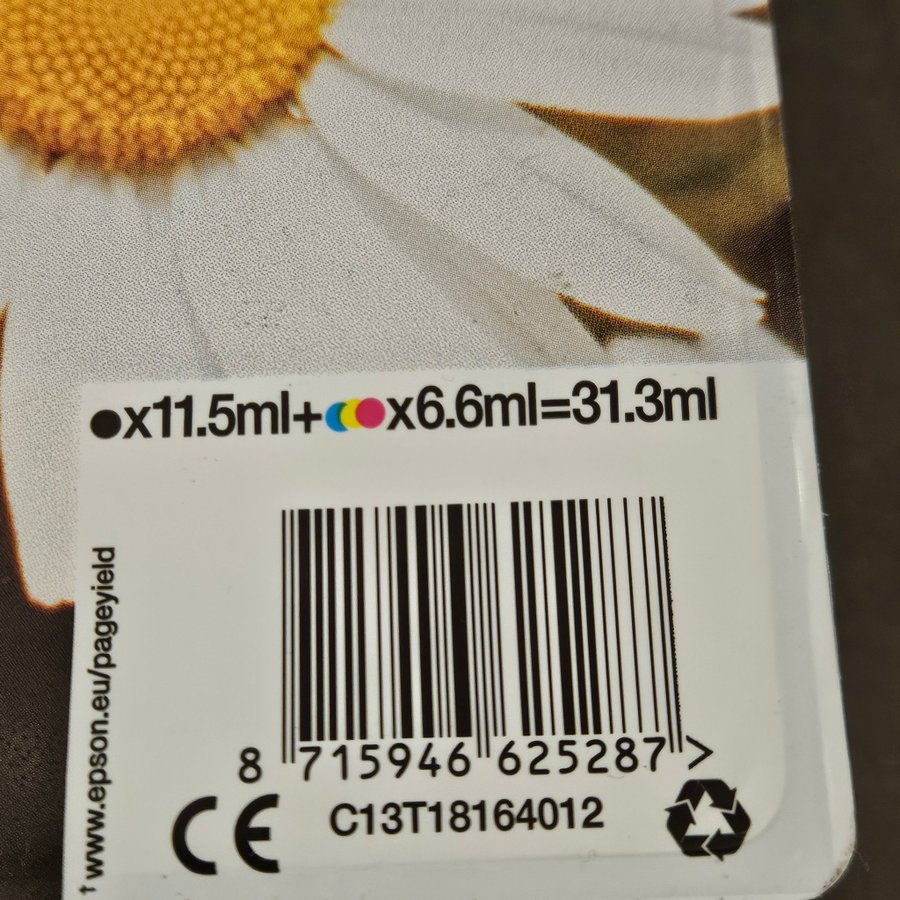 x11.5ml+x6.6ml=31.3ml
8 715946 625287 >
C13T18164012
CE
† www.epson.eu/pageyield